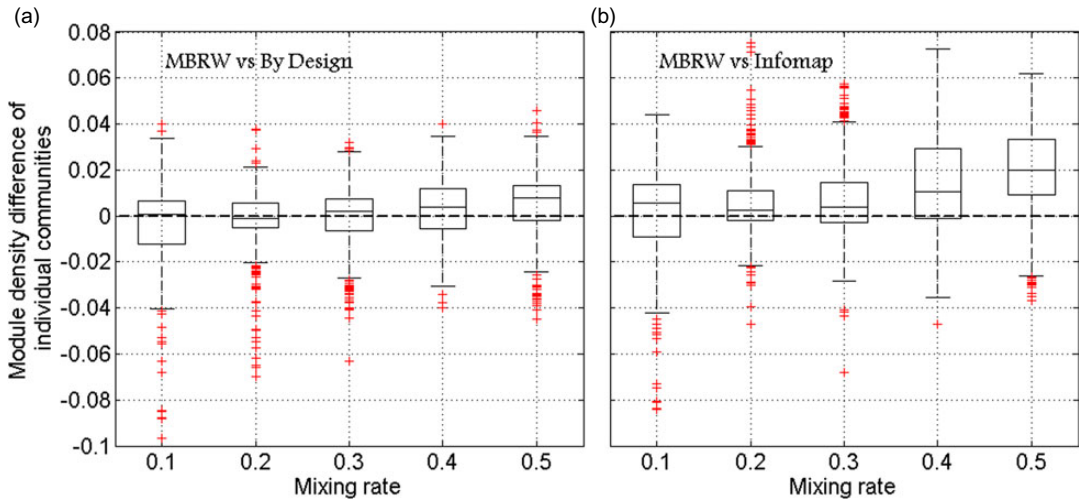 (a)
(b)
Module density difference of
individual communities
0.08
0.06
0.04
0.02
0
-0.02
-0.04
-0.06
-0.08
-0.1
MBRW vs By Design
MBRW vs Infomap
0.1 0.2 0.3 0.4 0.5
0.1 0.2 0.3 0.4 0.5
Mixing rate
Mixing rate